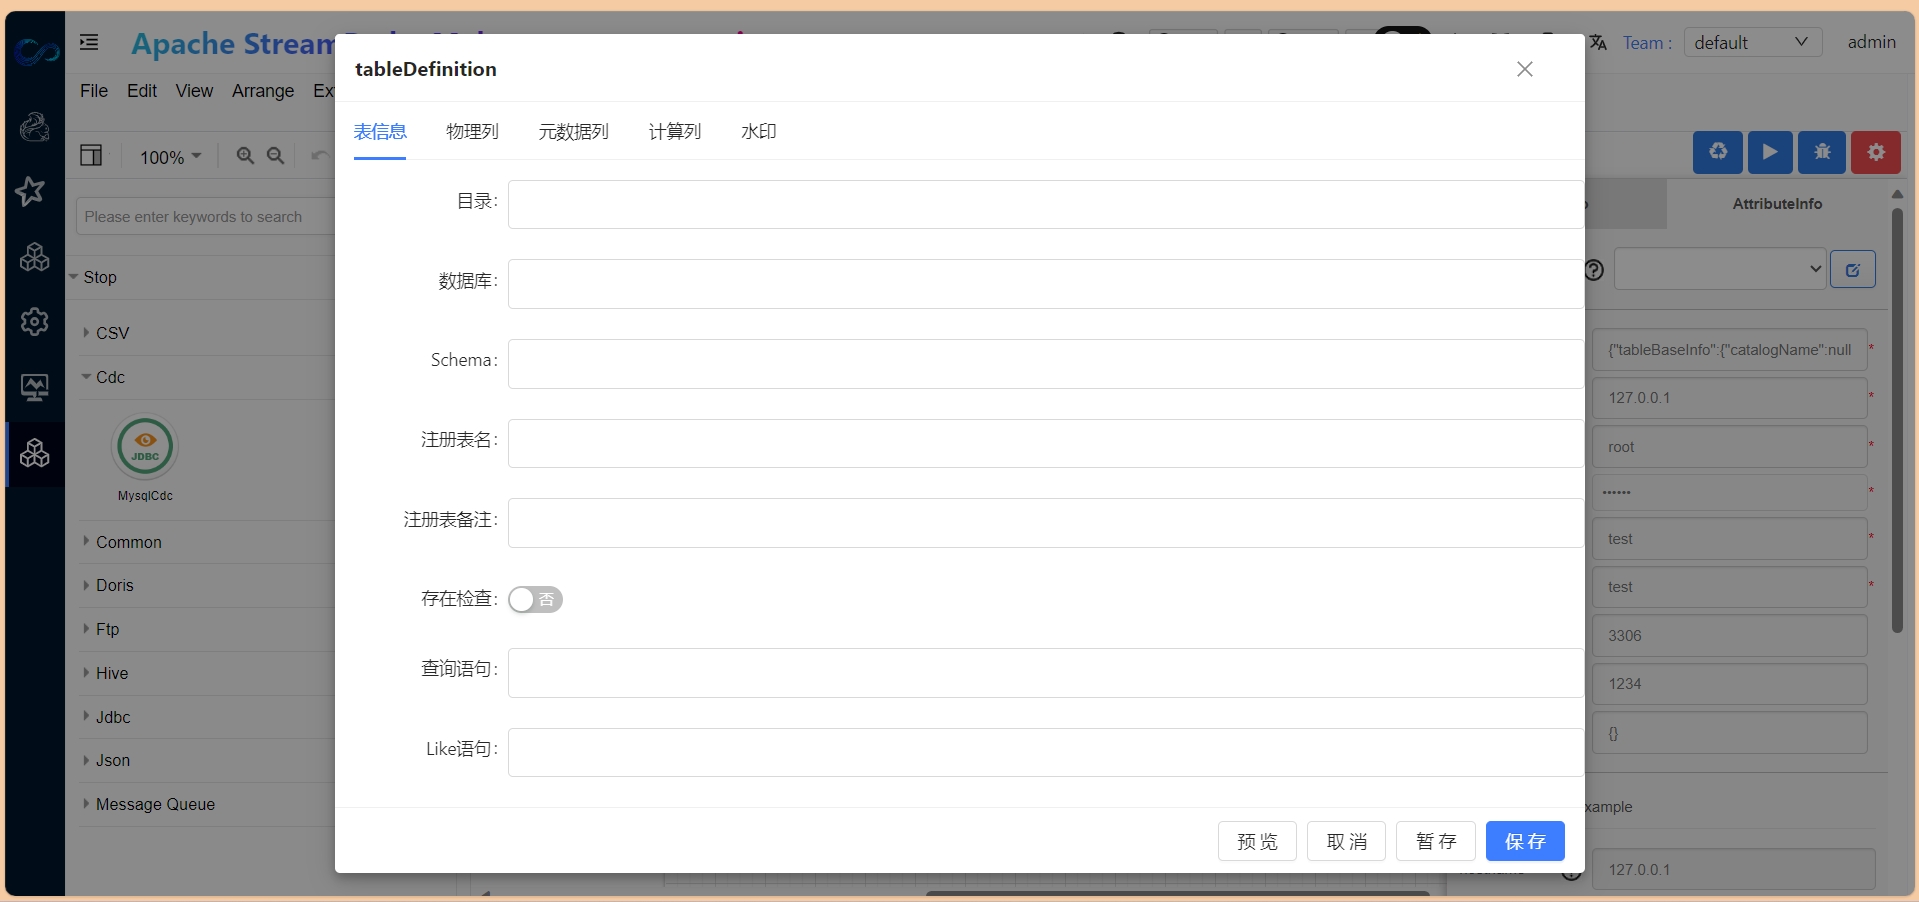 Apache Stream
Team :
default
admin
File
Edit
View
Arrange
100%
Please enter keywords to search
Stop
CSV
Cdc
JDBC
MysqlCdc
Common
Doris
Ftp
Hive
Jdbc
Json
Message Queue
tableDefinition
表信息
物理列
元数据列
计算列
水印
目录:
数据库:
Schema:
注册表名:
注册表备注:
存在检查:
否
查询语句:
Like语句:
预 览
取 消
暂 存
保 存
AttributeInfo
{"tableBaseInfo":{"catalogName":null
*
127.0.0.1
*
root
*
••••••
*
test
*
test
*
3306
1234
{}
xample
127.0.0.1